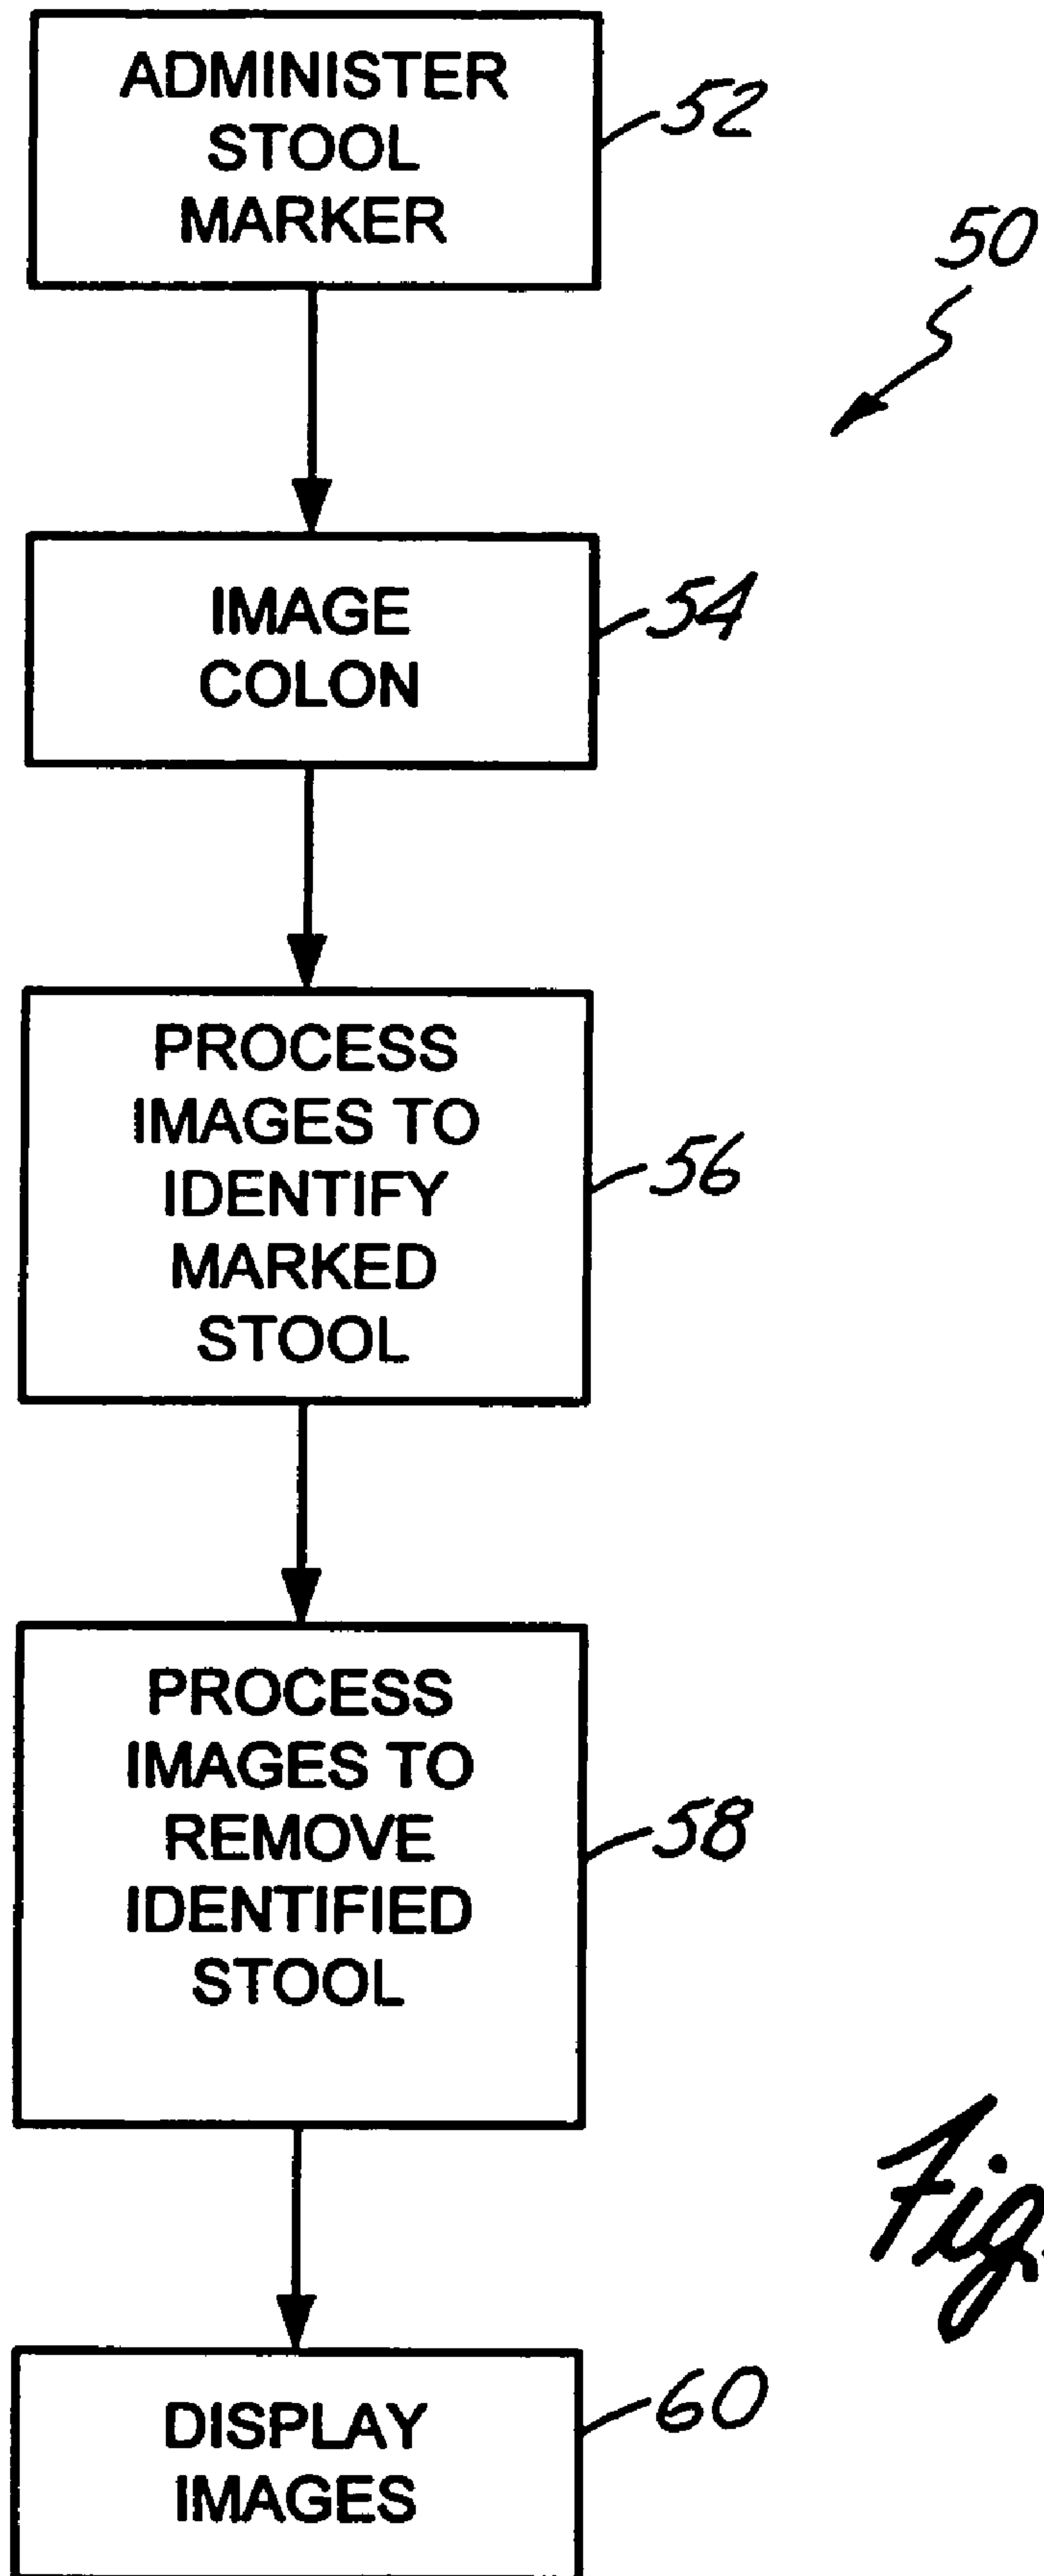 ADMINISTER
STOOL
MARKER
52
50
IMAGE
COLON
54
PROCESS
IMAGES TO
IDENTIFY
MARKED
STOOL
56
PROCESS
IMAGES TO
REMOVE
IDENTIFIED
STOOL
58
Fig.
DISPLAY
IMAGES
60